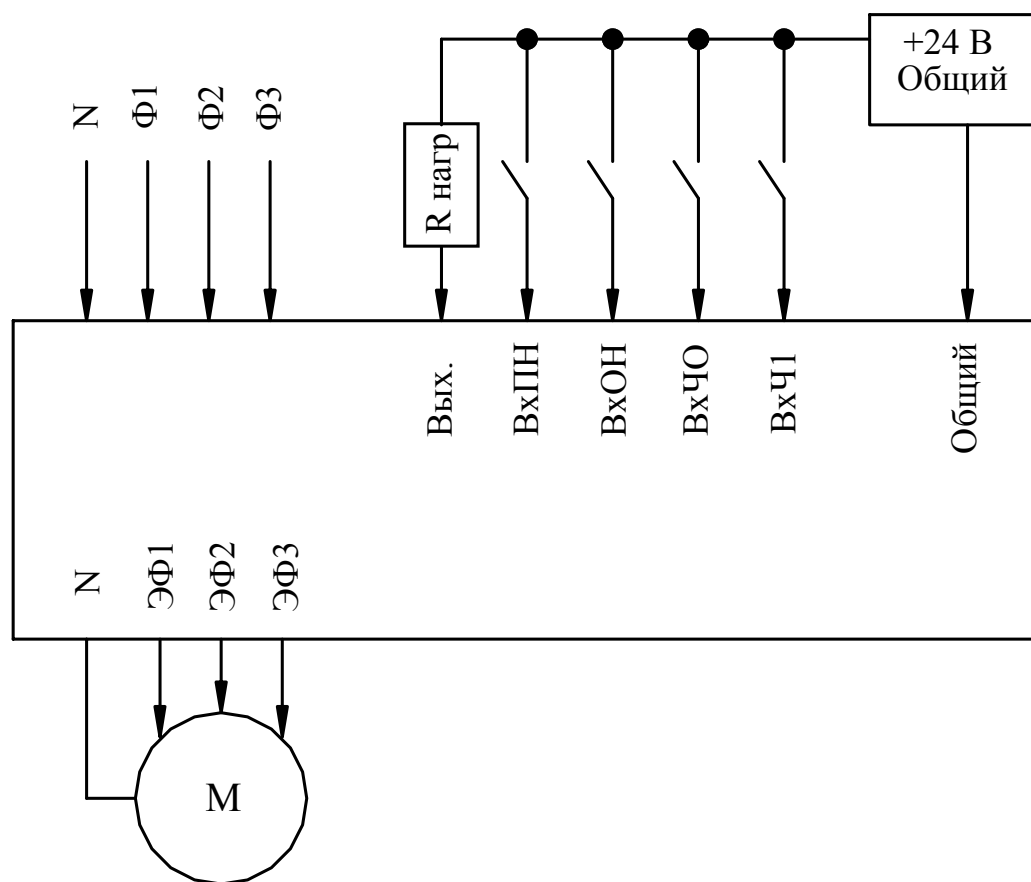 +24 В
Общий
N
Ф1
Ф2
Ф3
R нагр
Вых.
ВхПН
ВхОН
ВхЧО
ВхЧ1
Общий
N
ЭФ1
ЭФ2
ЭФ3
М